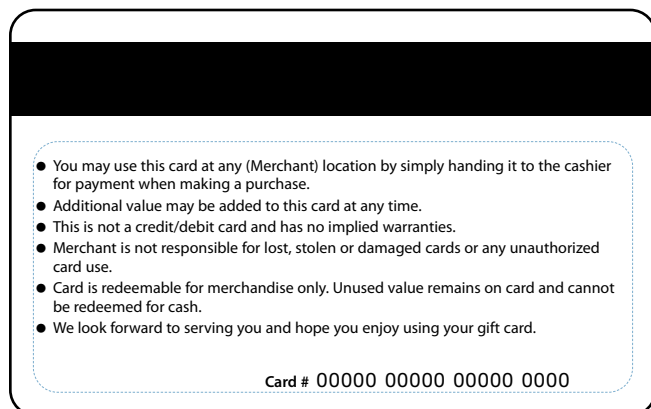 ● You may use this card at any (Merchant) location by simply handing it to the cashier
for payment when making a purchase.
● Additional value may be added to this card at any time.
● This is not a credit/debit card and has no implied warranties.
● Merchant is not responsible for lost, stolen or damaged cards or any unauthorized
card use.
● Card is redeemable for merchandise only. Unused value remains on card and cannot
be redeemed for cash.
● We look forward to serving you and hope you enjoy using your gift card.
Card # 00000 00000 00000 0000